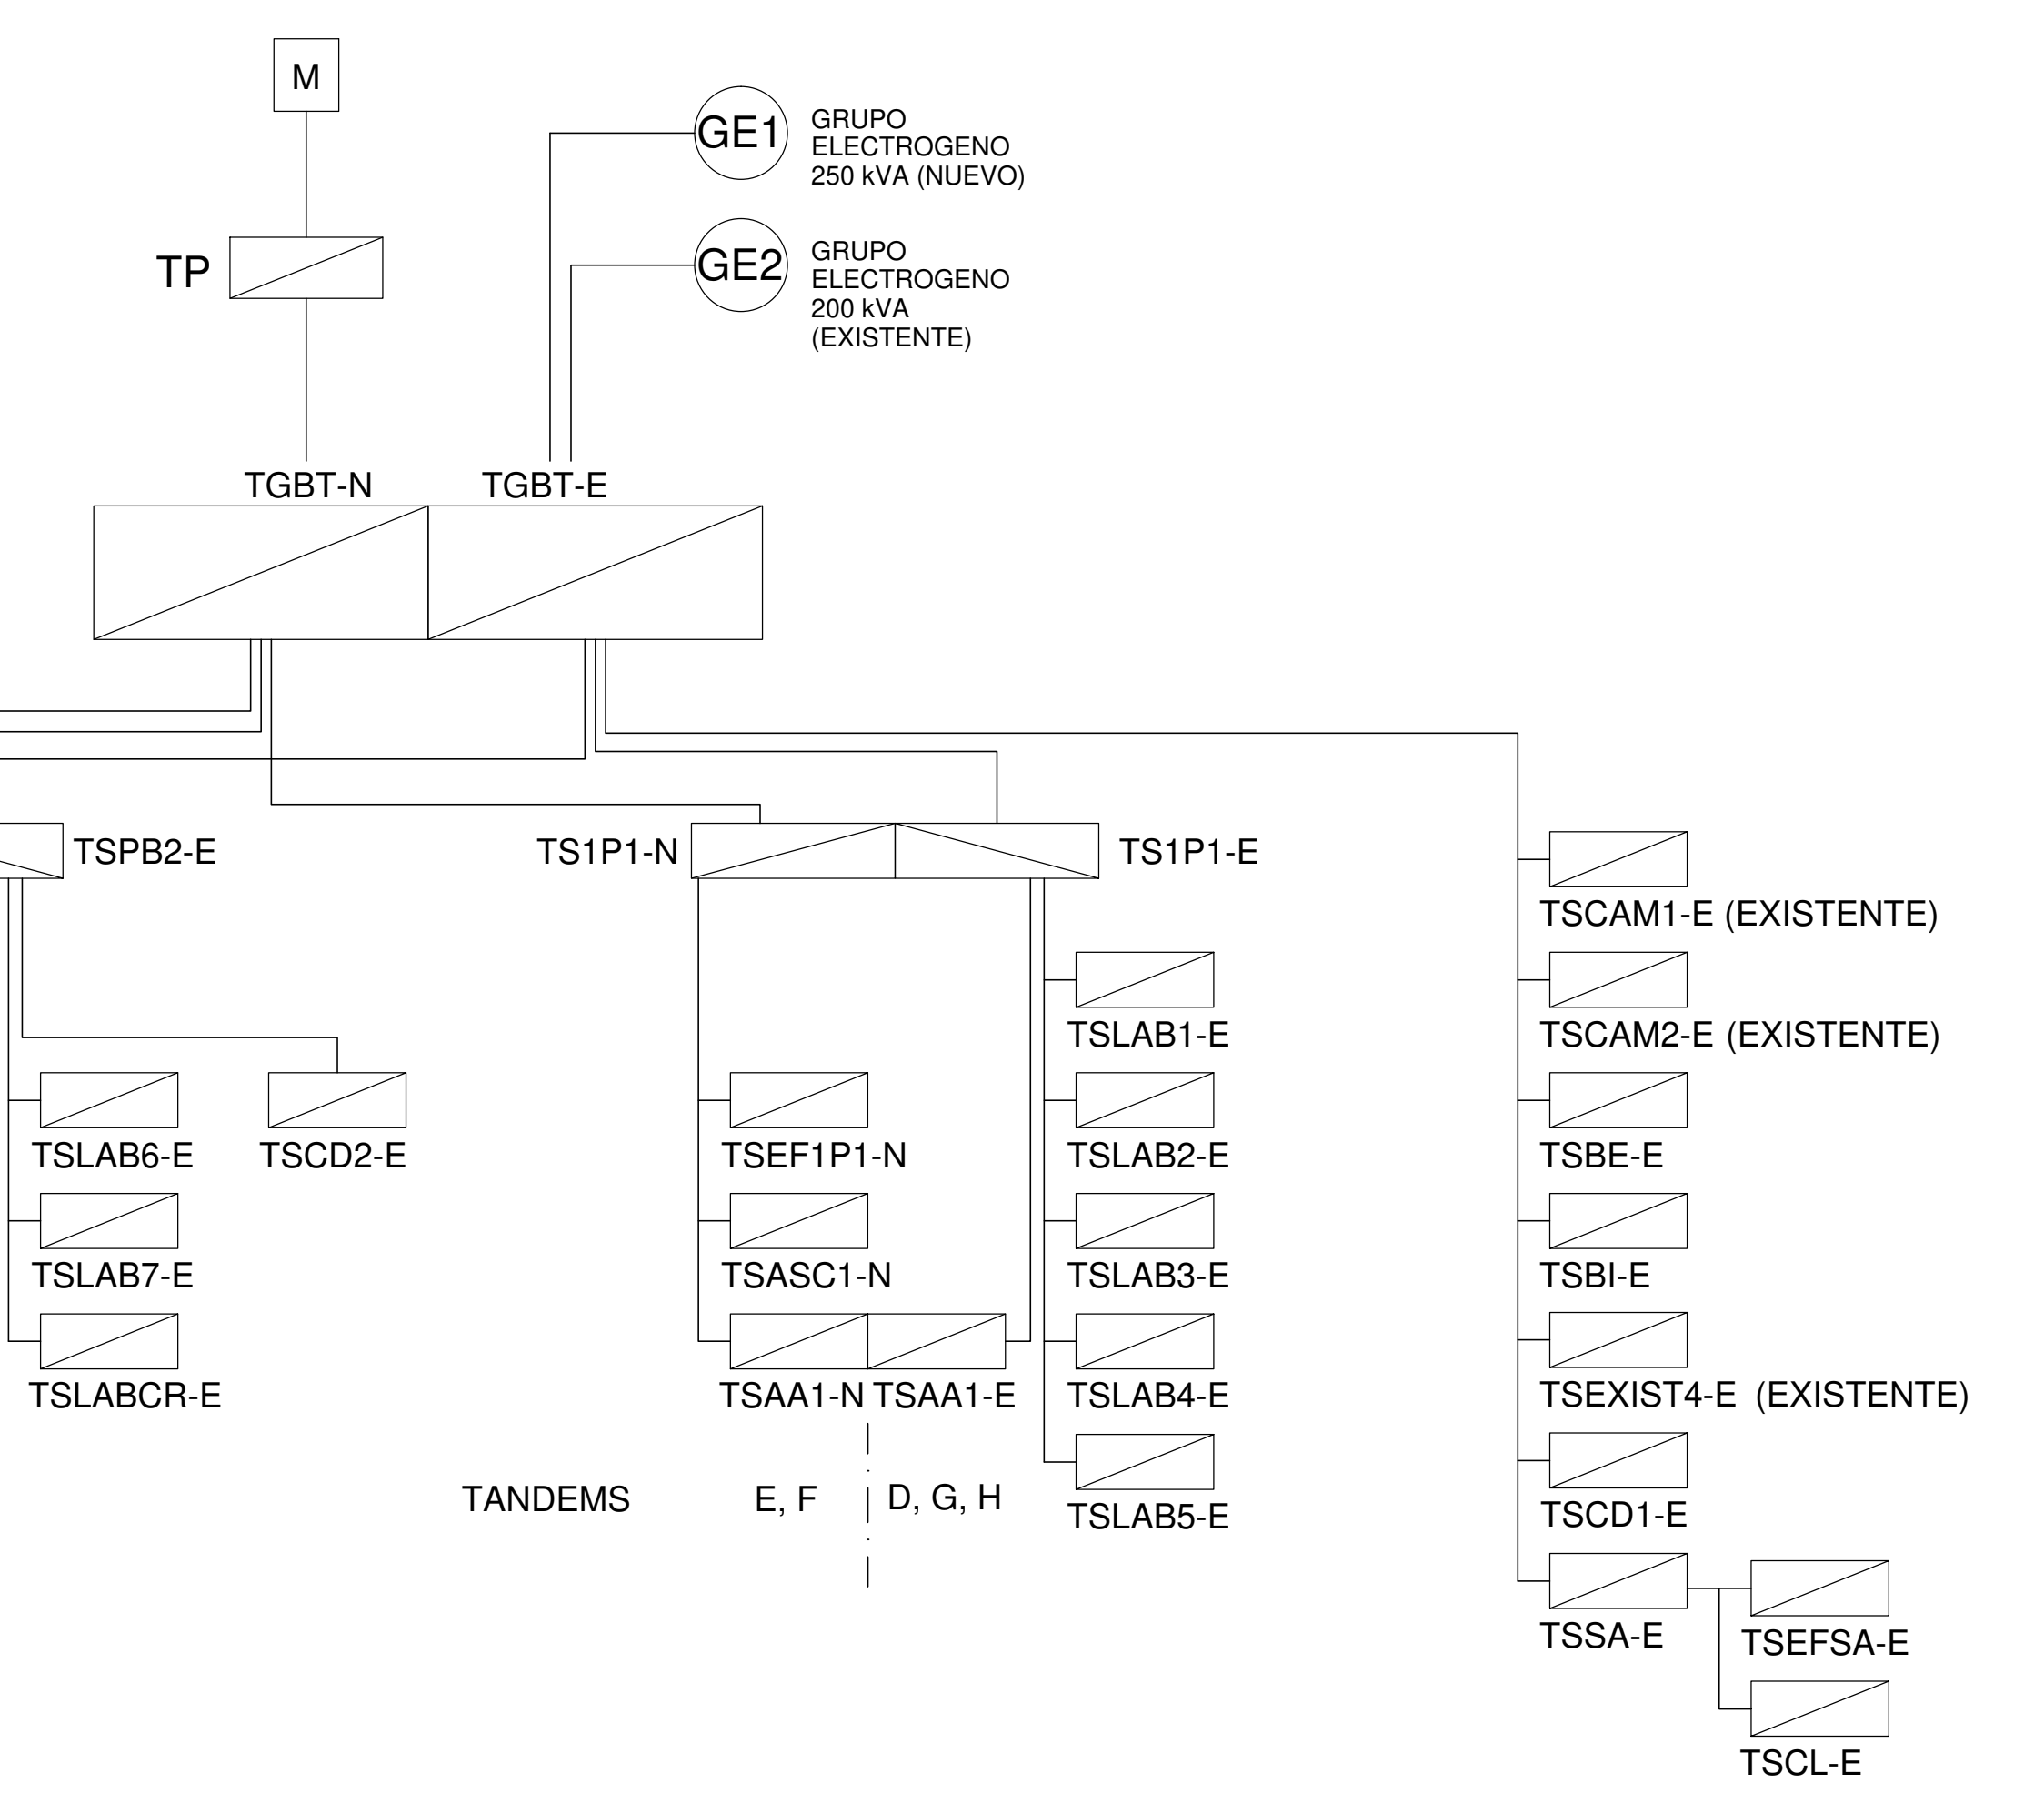 M
GE1
GRUPO
ELECTROGENO
250 kVA (NUEVO)
TP
GE2
GRUPO
ELECTROGENO
200 kVA
(EXISTENTE)
TGBT-N
TGBT-E
TSPB2-E
TS1P1-N
TS1P1-E
TSCAM1-E (EXISTENTE)
TSLAB1-E
TSCAM2-E (EXISTENTE)
TSLAB6-E
TSCD2-E
TSEF1P1-N
TSLAB2-E
TSBE-E
TSLAB7-E
TSASC1-N
TSLAB3-E
TSBI-E
TSLABCR-E
TSAA1-N
TSAA1-E
TSLAB4-E
TSEXIST4-E (EXISTENTE)
TANDEMS
E, F
D, G, H
TSLAB5-E
TSCD1-E
TSSA-E
TSEFSA-E
TSCL-E